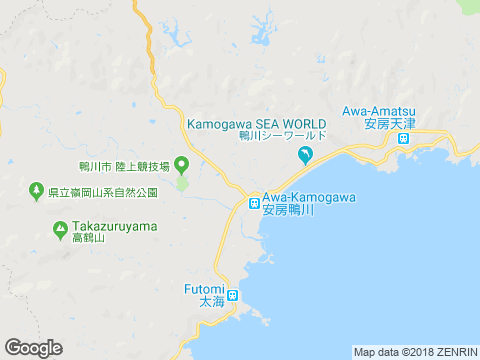 Awa-Amatsu
安房天津
Kamogawa SEA WORLD
鴨川シーワールド
鴨川市 陸上競技場
県立嶺岡山系自然公園
Awa-Kamogawa
安房鴨川
Takazuruyama
高鶴山
Futomi
太海
Google
Map data ©2018 ZENRIN